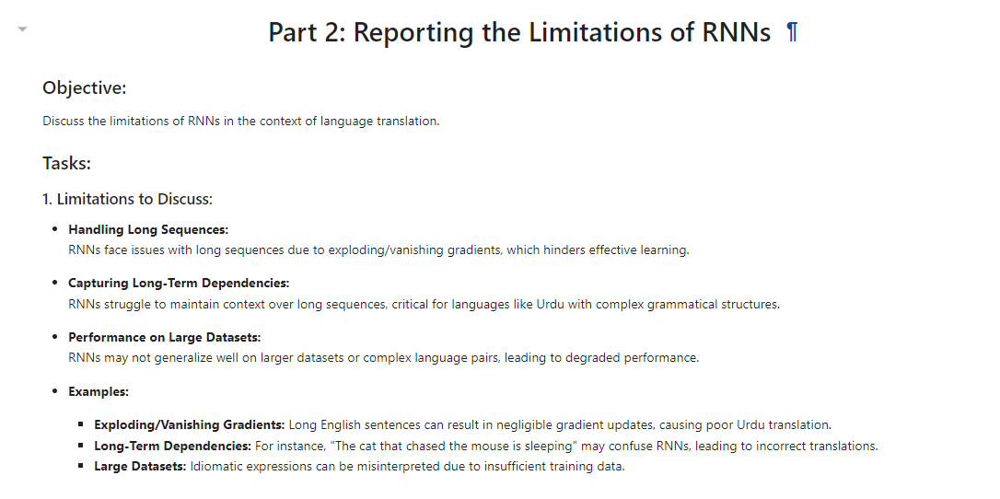 Part 2: Reporting the Limitations of RNNs ¶
Objective:
Discuss the limitations of RNNs in the context of language translation.
Tasks:
1. Limitations to Discuss:
• Handling Long Sequences:
RNNs face issues with long sequences due to exploding/vanishing gradients, which hinders effective learning.
• Capturing Long-Term Dependencies:
RNNs struggle to maintain context over long sequences, critical for languages like Urdu with complex grammatical structures.
• Performance on Large Datasets:
RNNs may not generalize well on larger datasets or complex language pairs, leading to degraded performance.
• Examples:
▪ Exploding/Vanishing Gradients: Long English sentences can result in negligible gradient updates, causing poor Urdu translation.
▪ Long-Term Dependencies: For instance, "The cat that chased the mouse is sleeping" may confuse RNNs, leading to incorrect translations.
▪ Large Datasets: Idiomatic expressions can be misinterpreted due to insufficient training data.